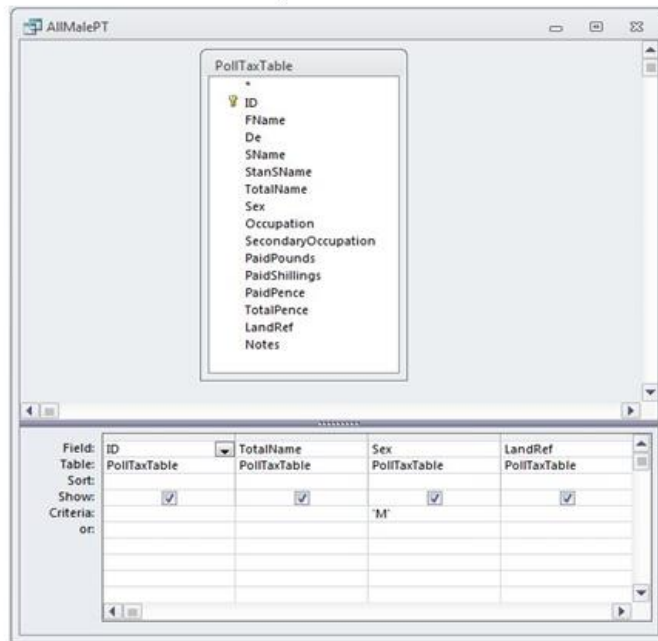 AllMalePT
PollTaxTable
*
ID
FName
De
SName
StanSName
TotalName
Sex
Occupation
SecondaryOccupation
PaidPounds
PaidShillings
PaidPence
TotalPence
LandRef
Notes
Field: ID TotalName Sex LandRef
Table: PollTaxTable PollTaxTable PollTaxTable PollTaxTable
Sort:
Show:
Criteria: 'M'
or: